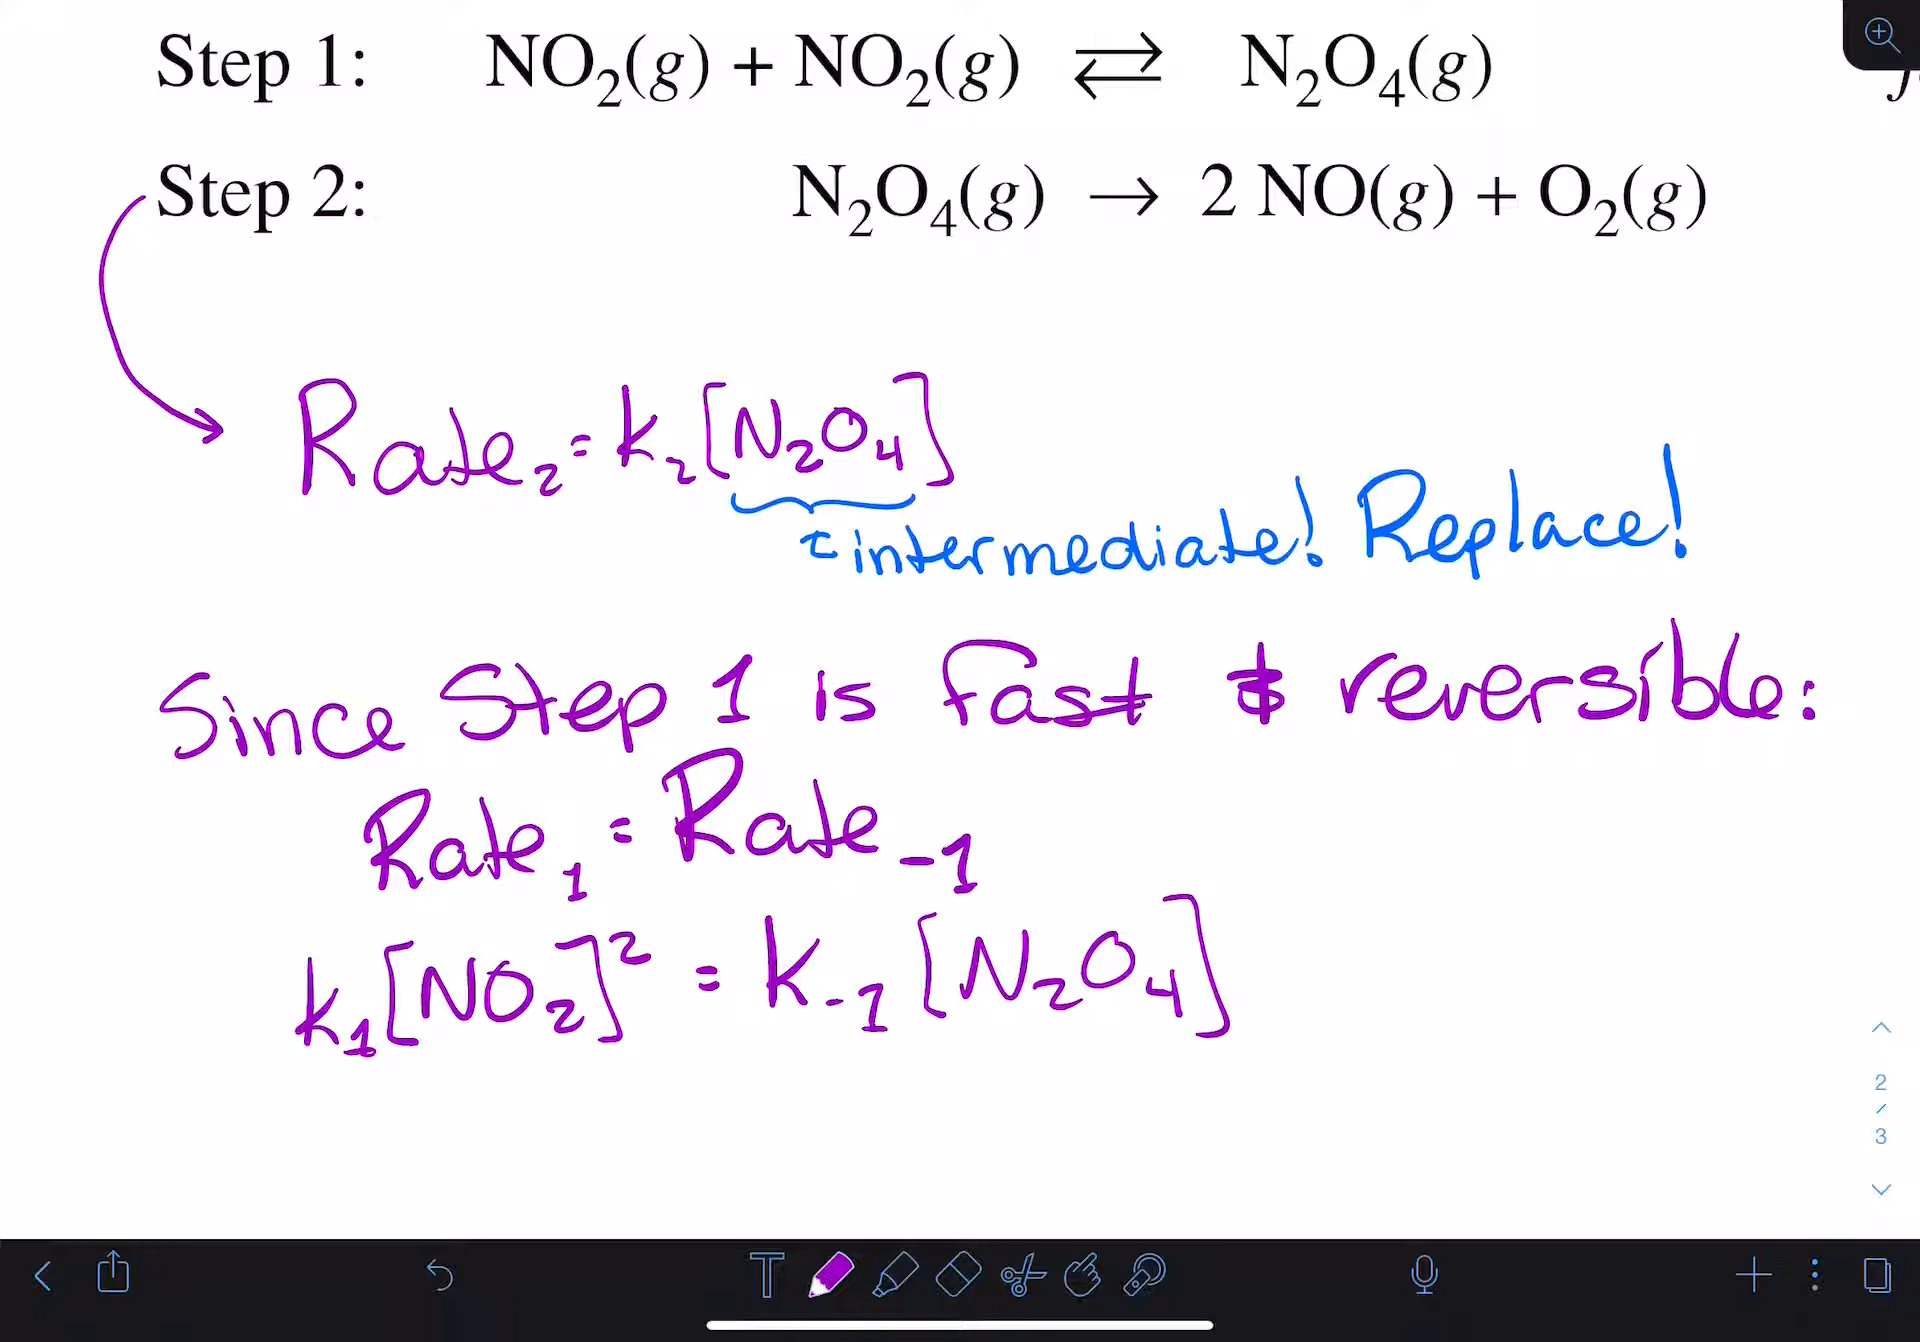 Step 1: NO₂(g) + NO₂(g) ⇄ N₂O₄(g)
Step 2: N₂O₄(g) → 2 NO(g) + O₂(g)
Rate₂ = k₂[N₂O₄]
= intermediate! Replace!
Since Step 1 is fast & reversible:
Rate₁ = Rate₋₁
k₁[NO₂]² = k₋₁[N₂O₄]
2
/
3
T